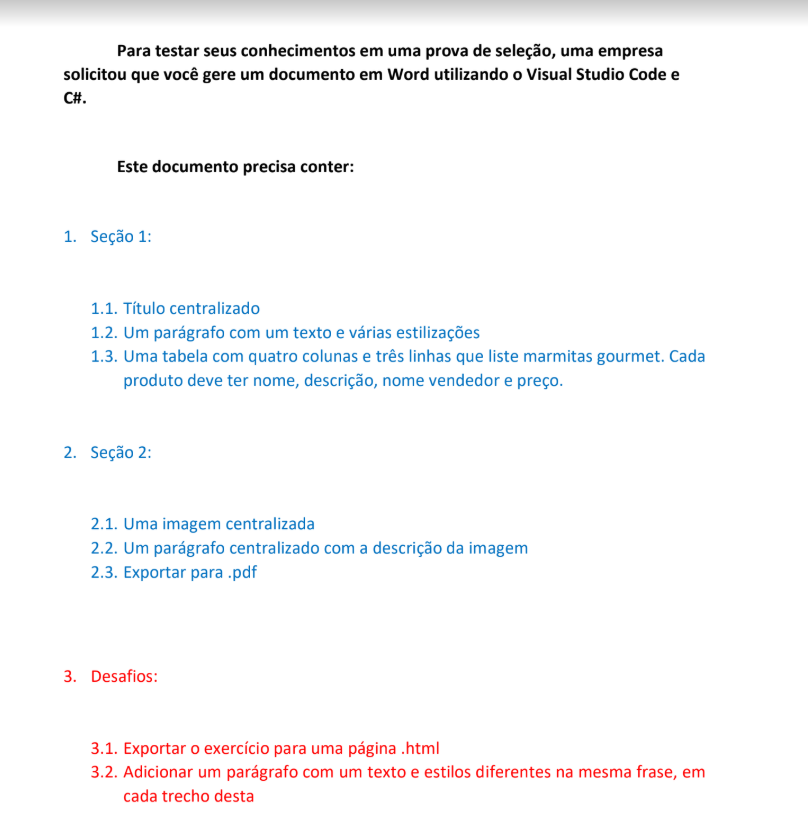 Para testar seus conhecimentos em uma prova de seleção, uma empresa
solicitou que você gere um documento em Word utilizando o Visual Studio Code e
C#.
Este documento precisa conter:
1. Seção 1:
1.1. Título centralizado
1.2. Um parágrafo com um texto e várias estilizações
1.3. Uma tabela com quatro colunas e três linhas que liste marmitas gourmet. Cada
produto deve ter nome, descrição, nome vendedor e preço.
2. Seção 2:
2.1. Uma imagem centralizada
2.2. Um parágrafo centralizado com a descrição da imagem
2.3. Exportar para .pdf
3. Desafios:
3.1. Exportar o exercício para uma página .html
3.2. Adicionar um parágrafo com um texto e estilos diferentes na mesma frase, em
cada trecho desta